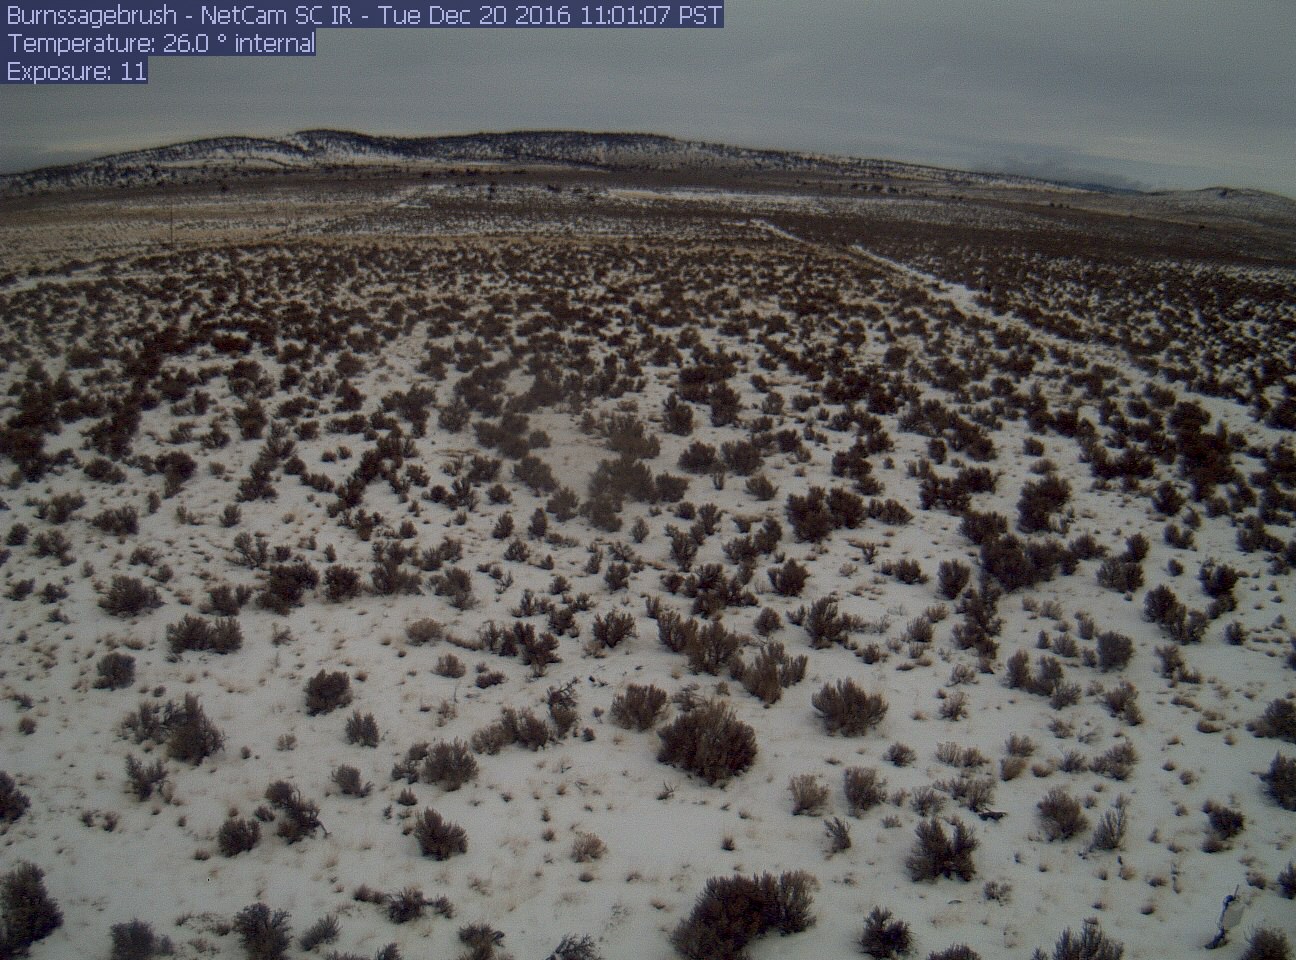 Burnssagebrush - NetCam SC IR - Tue Dec 20 2016 11:01:07 PST
Temperature: 26.0 ° internal
Exposure: 11